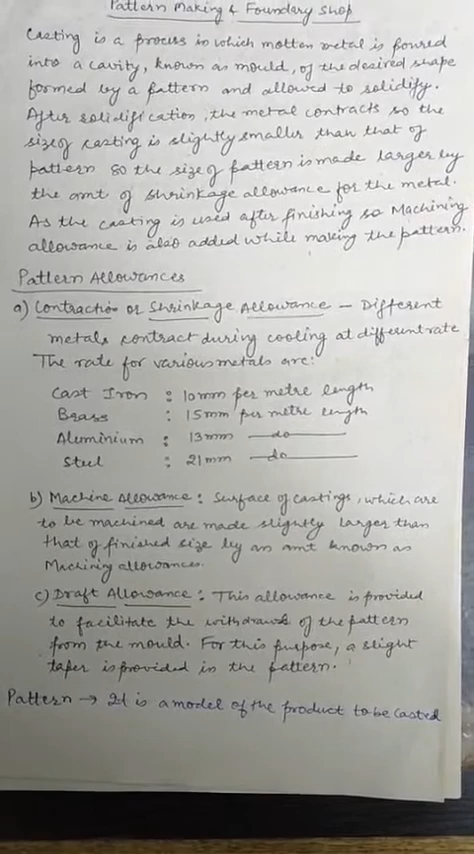 Pattern Making & Foundary Shop
Casting is a process in which motten metal is poured
into a cavity, known as mould, of the desired shape
formed by a pattern and allowed to solidify.
After solidification, the metal contracts so the
size of casting is slightly smaller than that of
pattern so the size of pattern is made larger by
the amt of shrinkage allowance for the metal.
As the casting is used after finishing so Machining
allowance is also added while making the pattern.
Pattern Allowances
a) Contraction or Shrinkage Allowance – Different
metals contract during cooling at different rate
The rate for various metals are:
Cast Iron : 10mm per metre length
Brass : 15mm per metre length
Aluminium : 13mm —do—
Steel : 21mm —do—
b) Machine Allowance : Surface of castings, which are
to be machined are made slightly larger than
that of finished size by an amt known as
Machining allowances.
c) Draft Allowance : This allowance is provided
to facilitate the withdrawl of the pattern
from the mould. For this purpose, a slight
taper is provided in the pattern.
Pattern → It is a model of the product to be casted